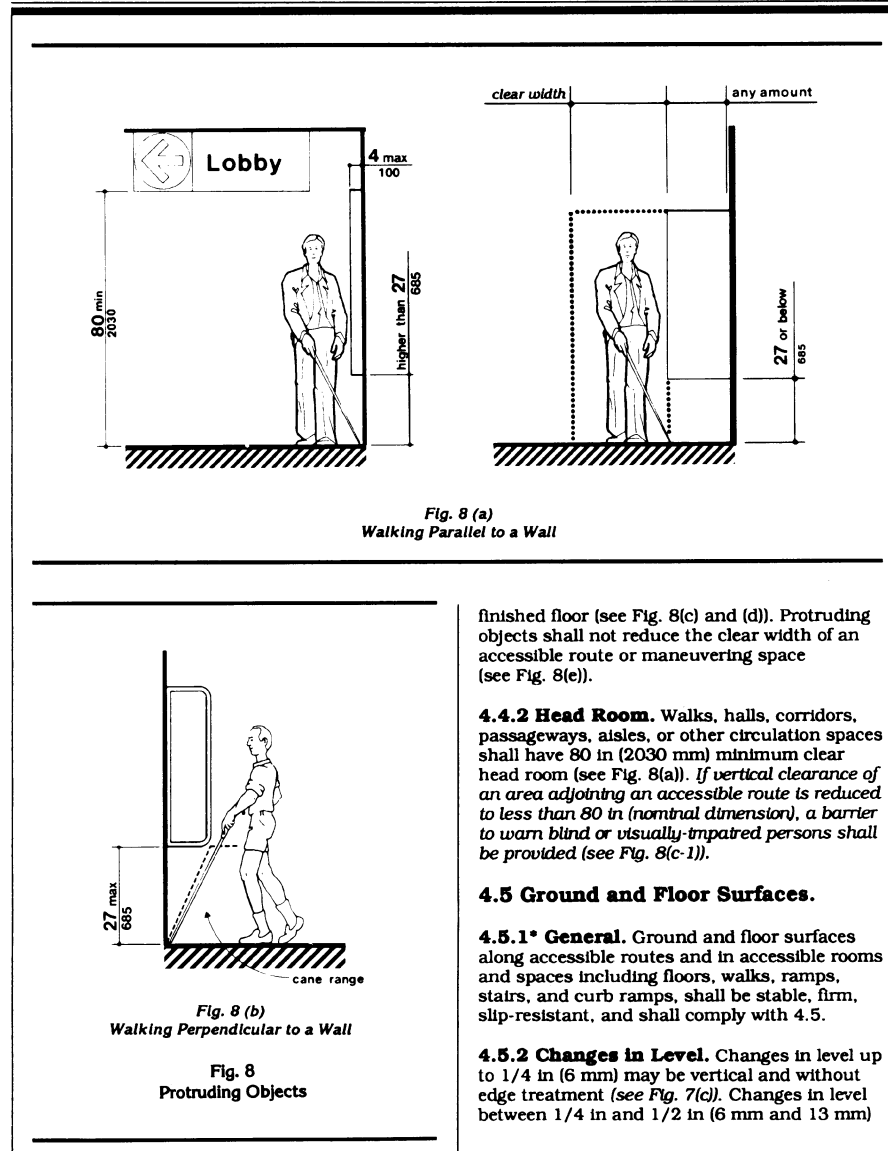 clear width
any amount
Lobby
4 max
100
80 min
2030
higher than 27
685
27 or below
685
Fig. 8 (a)
Walking Parallel to a Wall
27 max
685
cane range
Fig. 8 (b)
Walking Perpendicular to a Wall
Fig. 8
Protruding Objects
finished floor (see Fig. 8(c) and (d)). Protruding
objects shall not reduce the clear width of an
accessible route or maneuvering space
(see Fig. 8(e)).
4.4.2 Head Room. Walks, halls, corridors,
passageways, aisles, or other circulation spaces
shall have 80 in (2030 mm) minimum clear
head room (see Fig. 8(a)). If vertical clearance of
an area adjoining an accessible route is reduced
to less than 80 in (nominal dimension), a barrier
to warn blind or visually-impaired persons shall
be provided (see Fig. 8(c-1)).
4.5 Ground and Floor Surfaces.
4.5.1* General. Ground and floor surfaces
along accessible routes and in accessible rooms
and spaces including floors, walks, ramps,
stairs, and curb ramps, shall be stable, firm,
slip-resistant, and shall comply with 4.5.
4.5.2 Changes in Level. Changes in level up
to 1/4 in (6 mm) may be vertical and without
edge treatment (see Fig. 7(c)). Changes in level
between 1/4 in and 1/2 in (6 mm and 13 mm)